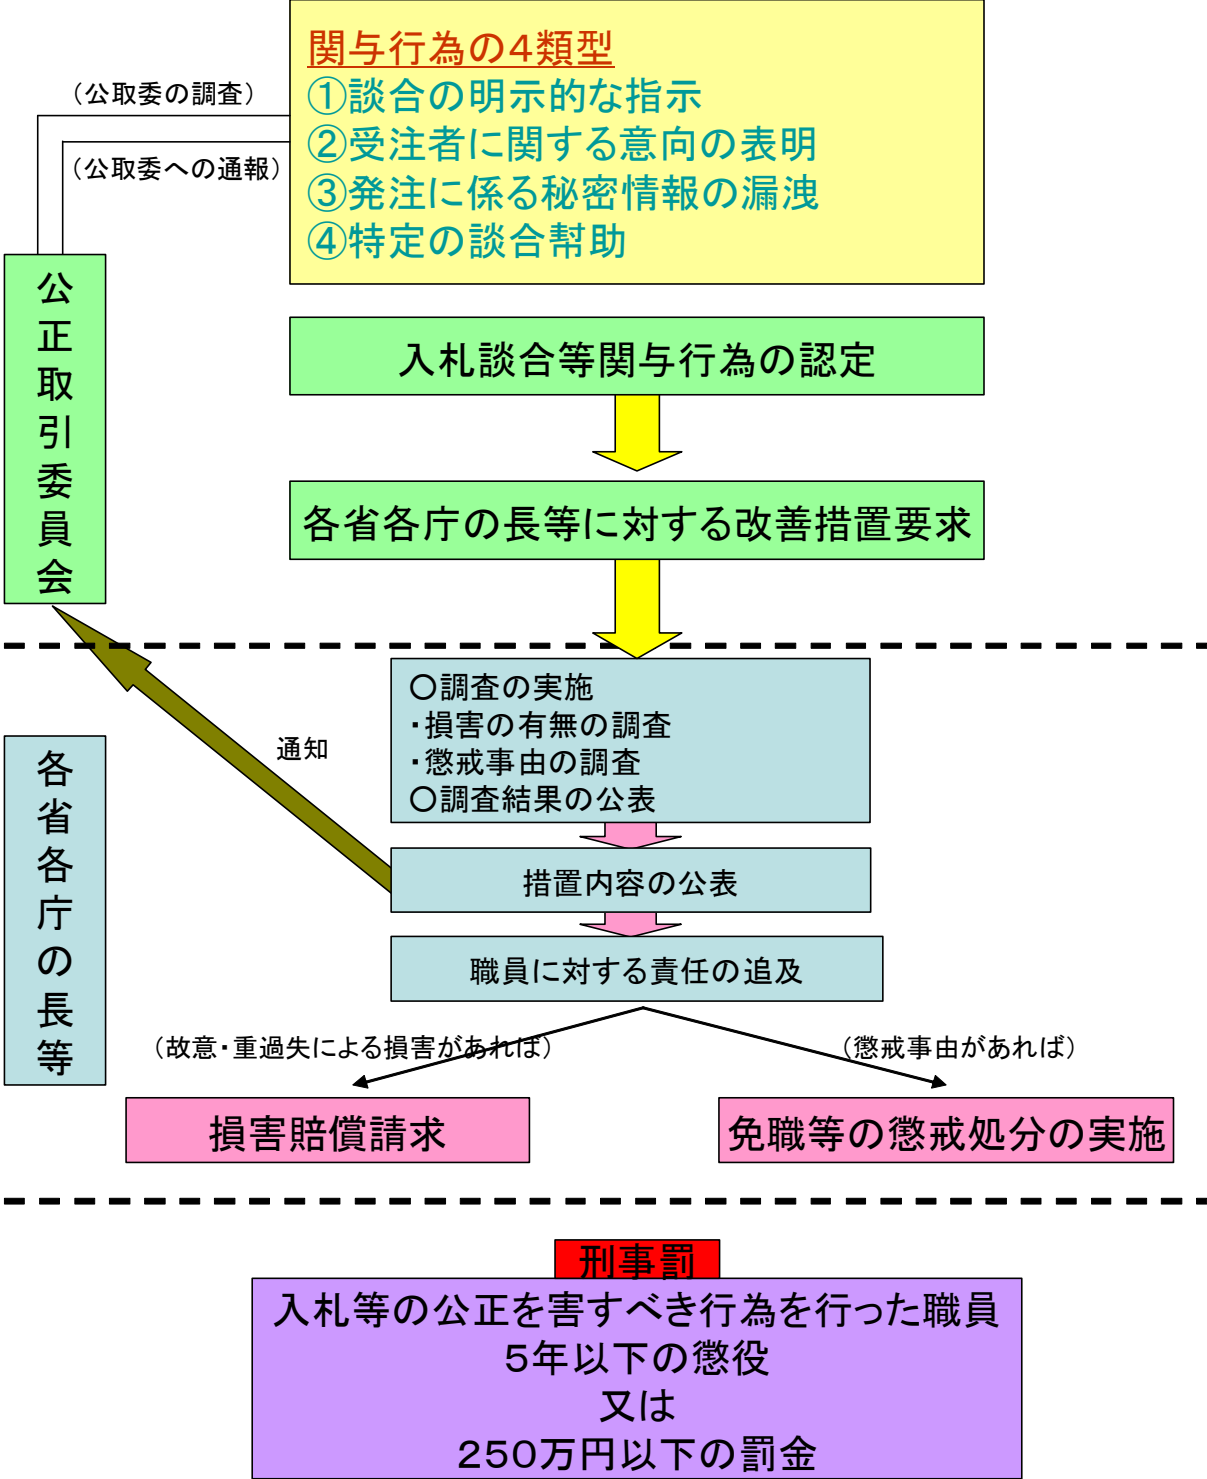 関与行為の４類型
①談合の明示的な指示
②受注者に関する意向の表明
③発注に係る秘密情報の漏洩
④特定の談合幇助
（公取委の調査）
（公取委への通報）
公正取引委員会
入札談合等関与行為の認定
各省各庁の長等に対する改善措置要求
○調査の実施
・損害の有無の調査
・懲戒事由の調査
○調査結果の公表
通知
各省各庁の長等
措置内容の公表
職員に対する責任の追及
（故意・重過失による損害があれば）
（懲戒事由があれば）
損害賠償請求
免職等の懲戒処分の実施
刑事罰
入札等の公正を害すべき行為を行った職員
５年以下の懲役
又は
２５０万円以下の罰金